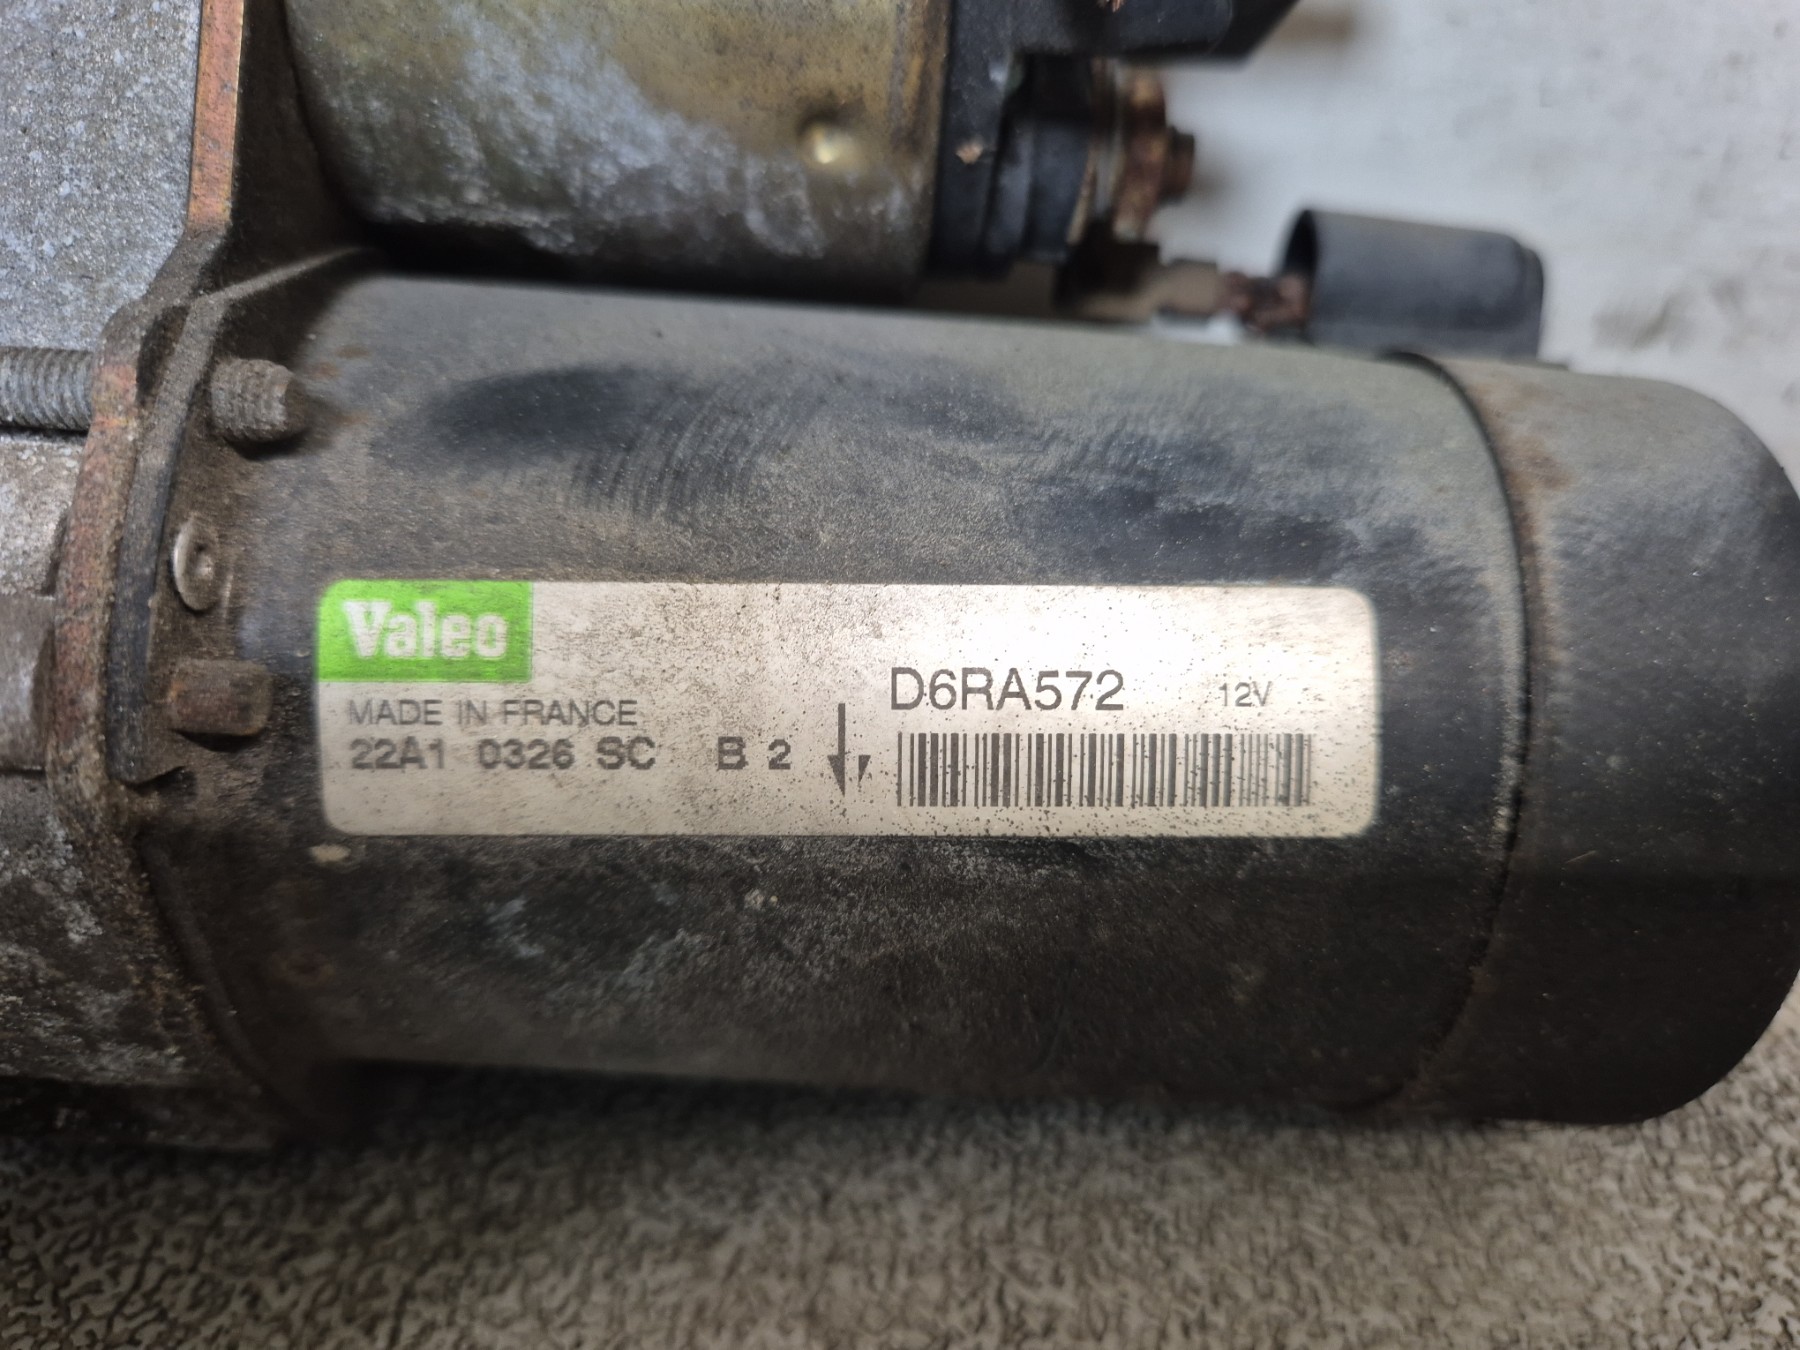 Valeo
D6RA572 12V
MADE IN FRANCE
22A1 0326 SC B 2